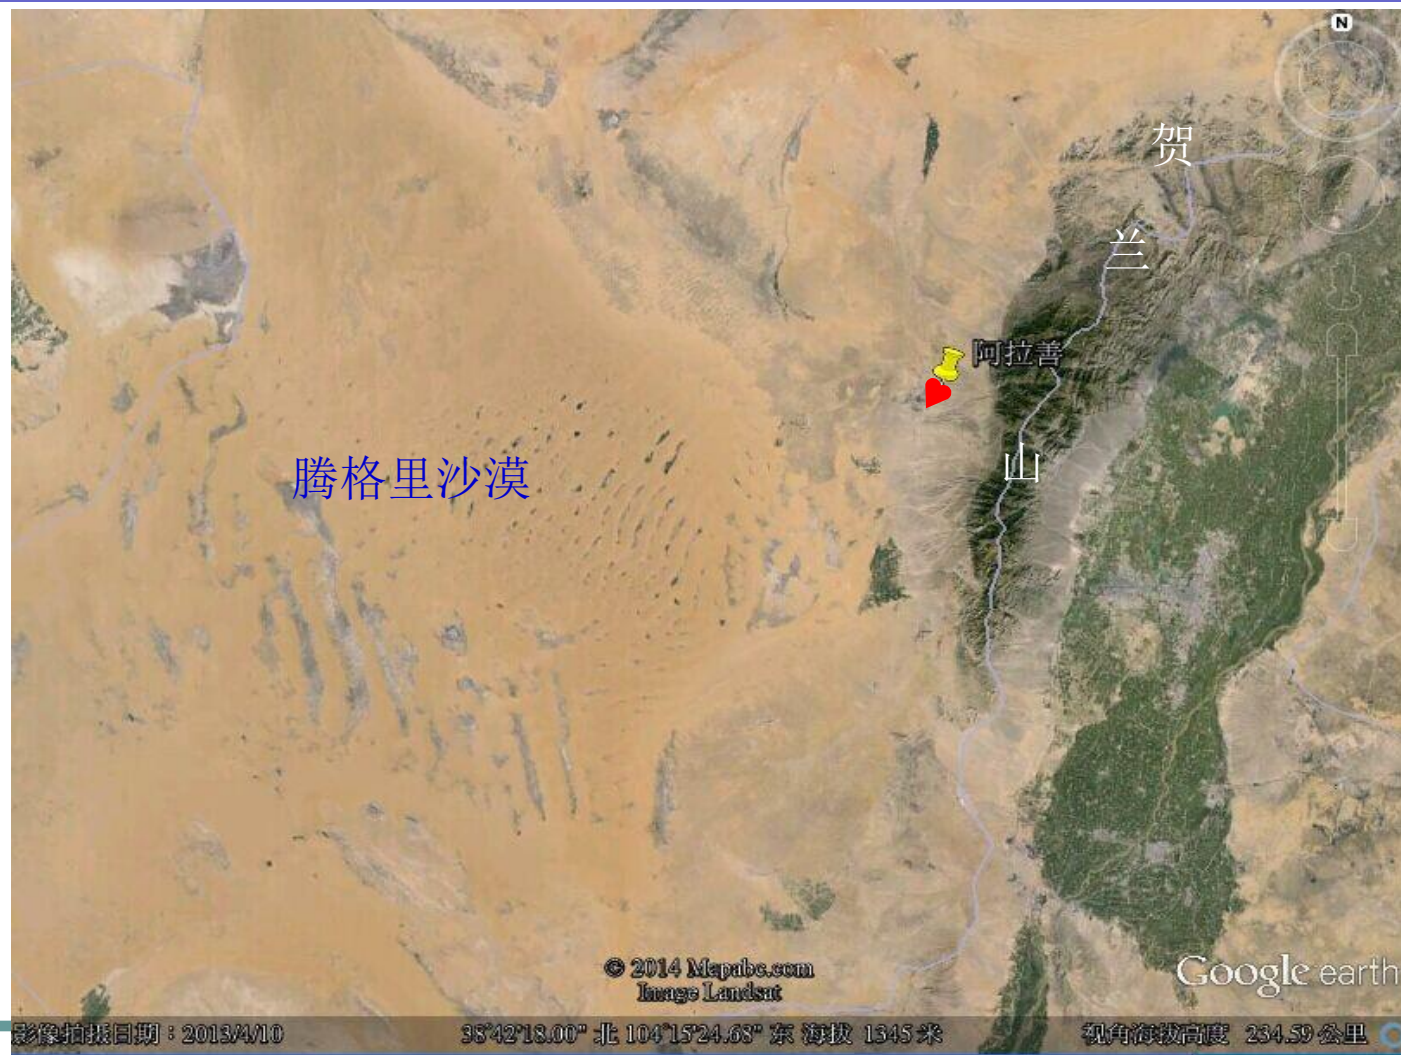 N
贺
兰
阿拉善
山
腾格里沙漠
© 2014 Mapabc.com
Image Landsat
Google earth
影像拍摄日期：2013/4/10 38°42'18.00" 北 104°15'24.68" 东 海拔 1345 米 视角海拔高度 234.59 公里